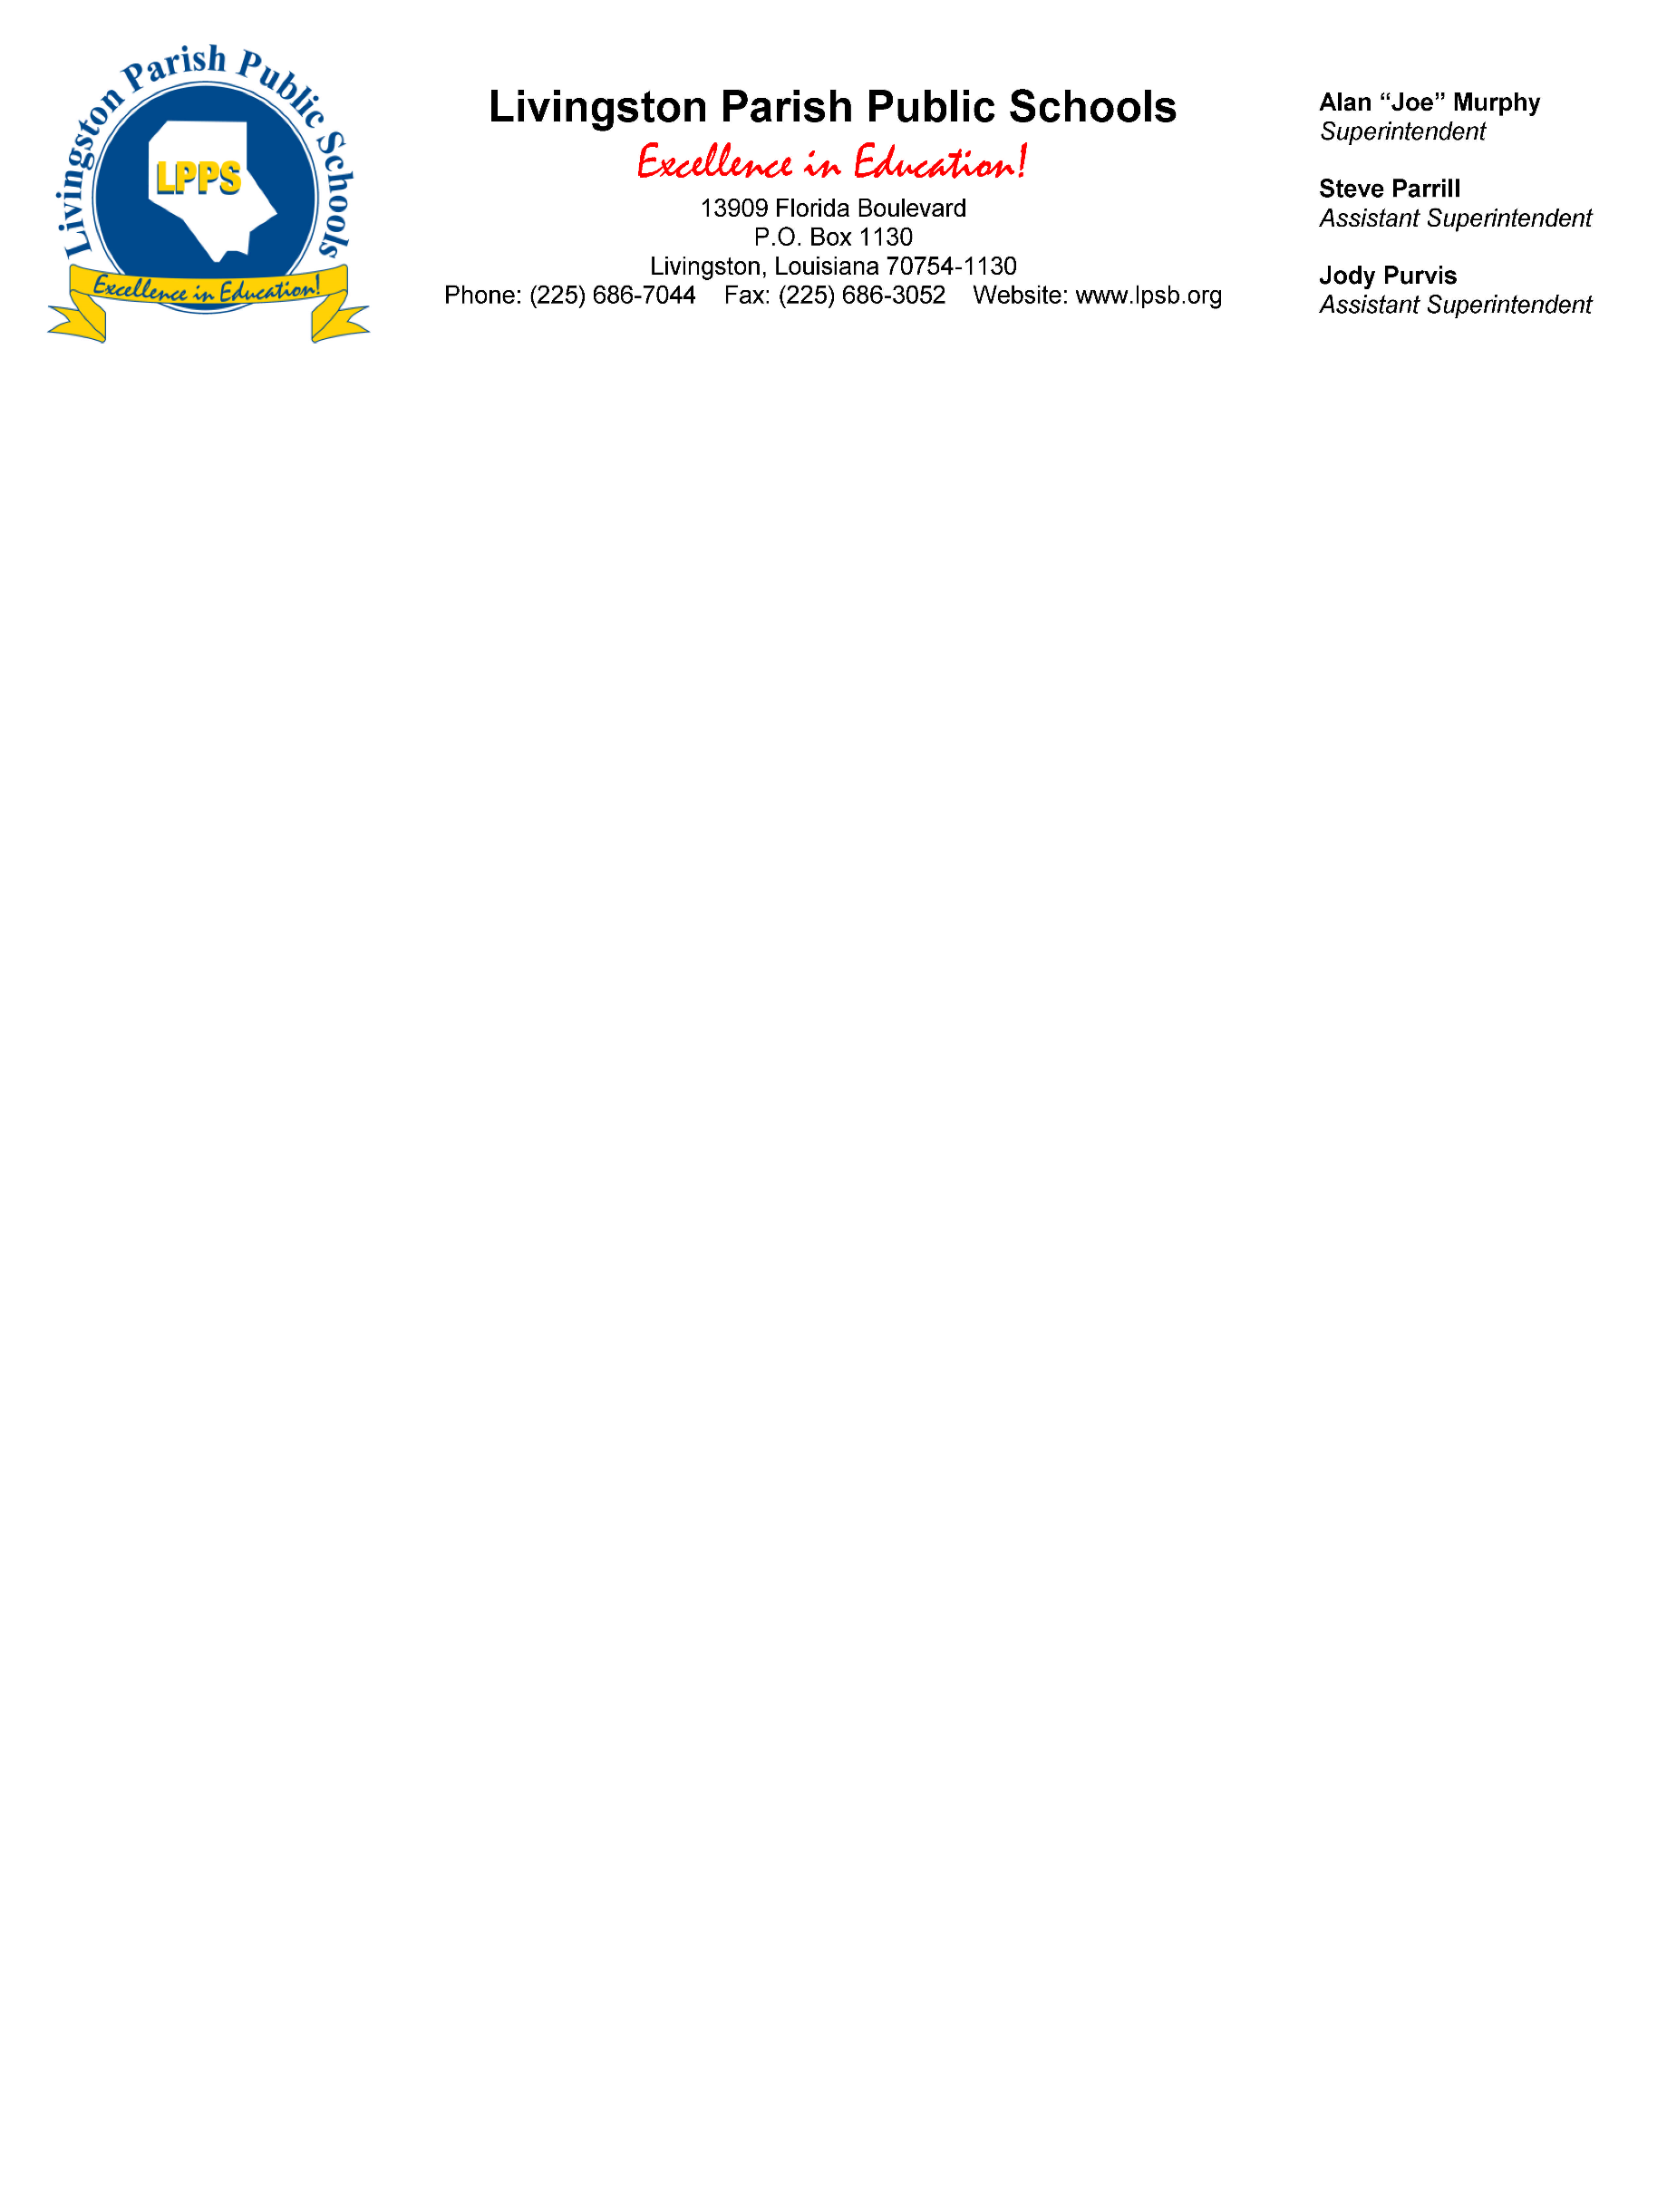 Livingston Parish Public Schools
LPPS
Excellence in Education!
Livingston Parish Public Schools
Excellence in Education!
13909 Florida Boulevard
P.O. Box 1130
Livingston, Louisiana 70754-1130
Phone: (225) 686-7044 Fax: (225) 686-3052 Website: www.lpsb.org
Alan “Joe” Murphy
Superintendent
Steve Parrill
Assistant Superintendent
Jody Purvis
Assistant Superintendent